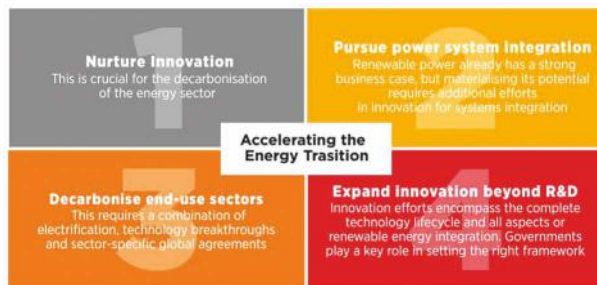 1
Nurture Innovation
This is crucial for the decarbonisation
of the energy sector
2
Pursue power system integration
Renewable power already has a strong
business case, but materialising its potential
requires additional efforts
in innovation for systems integration
Accelerating the
Energy Trasition
3
Decarbonise end-use sectors
This requires a combination of
electrification, technology breakthroughs
and sector-specific global agreements
4
Expand innovation beyond R&D
Innovation efforts encompass the complete
technology lifecycle and all aspects or
renewable energy integration. Governments
play a key role in setting the right framework